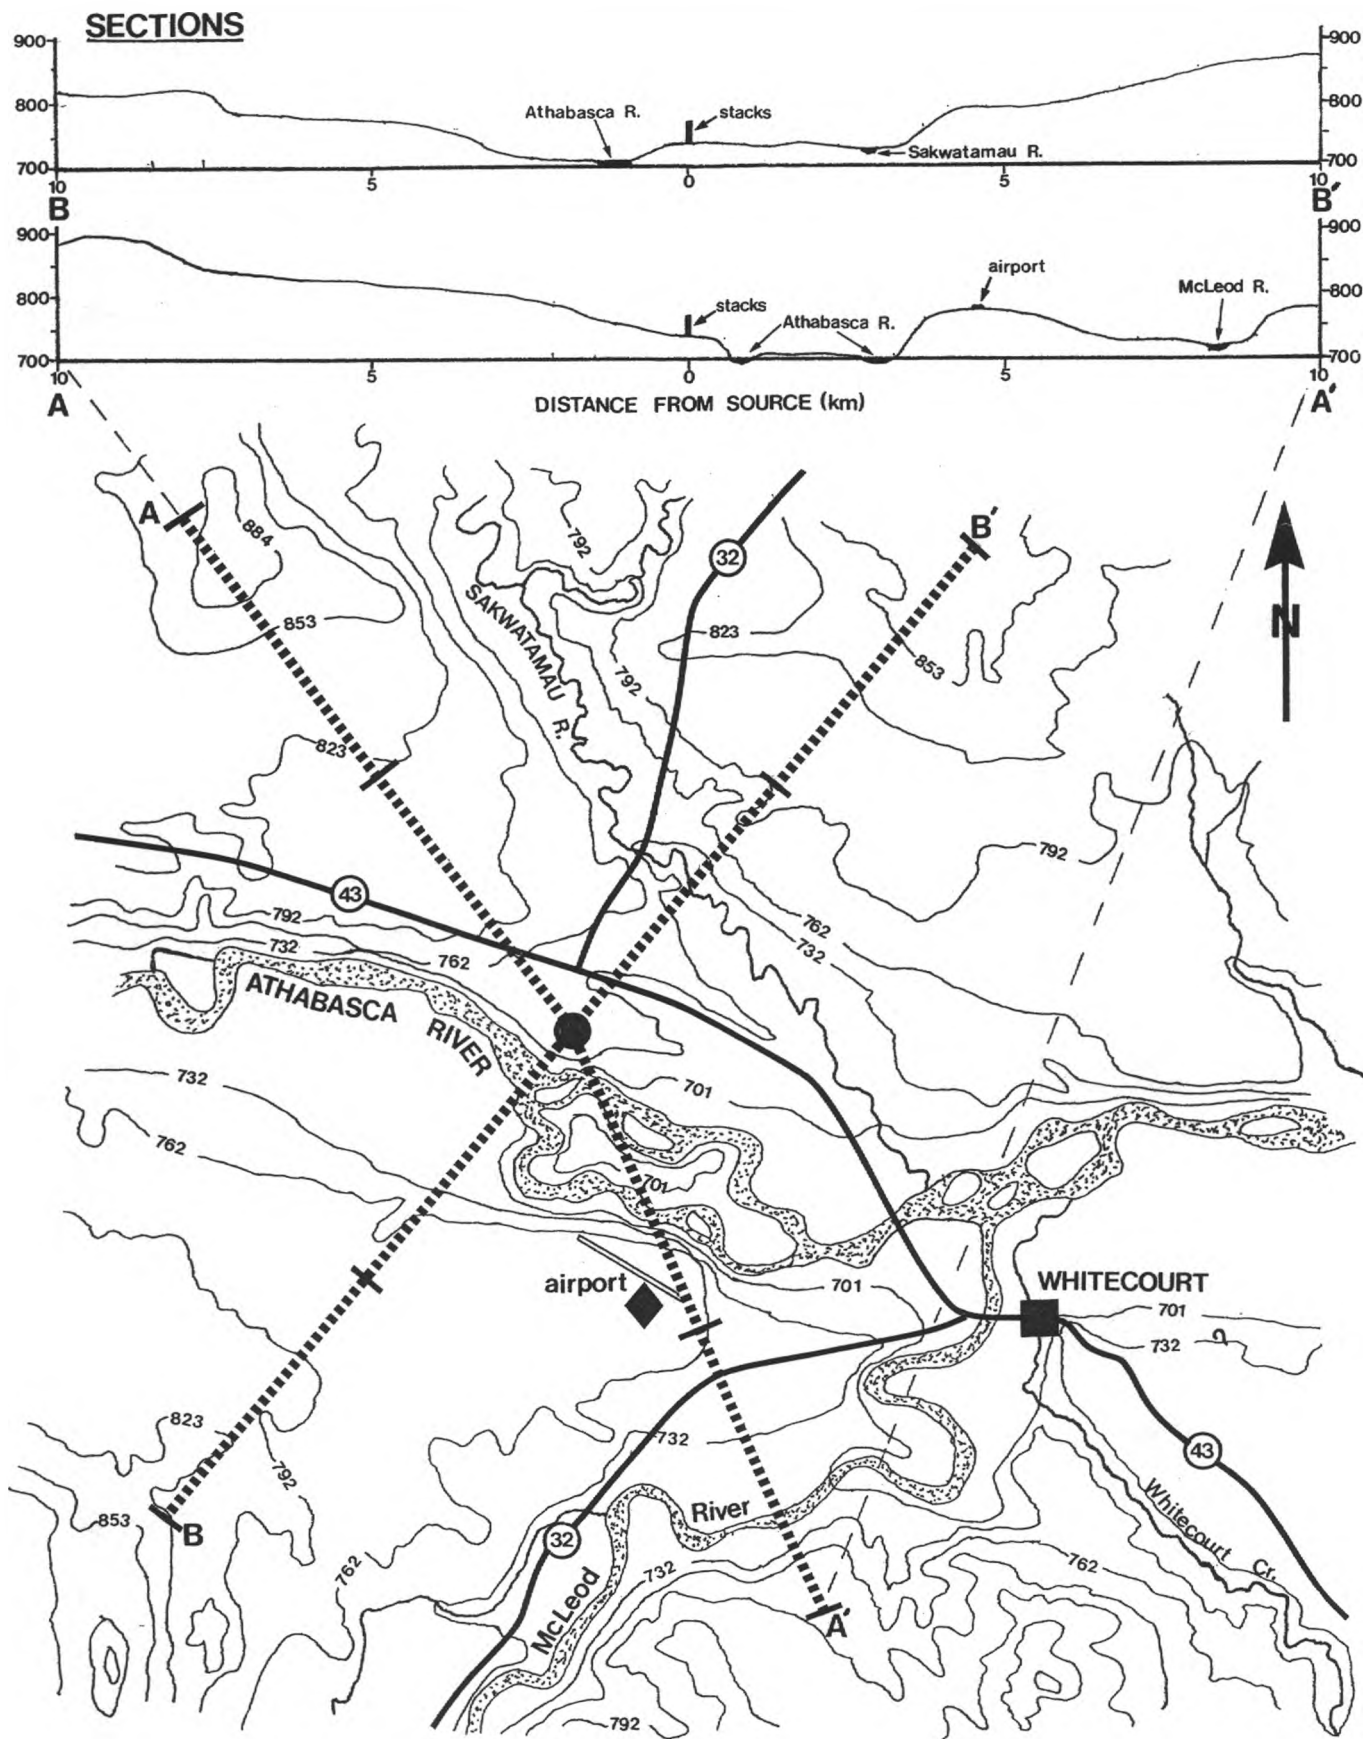 SECTIONS
900
800
700
900
800
700
Athabasca R.
stacks
Sakwatamau R.
10
5
0
5
10
B
B'
900
800
700
900
800
700
airport
McLeod R.
stacks
Athabasca R.
10
5
0
5
10
A
DISTANCE FROM SOURCE (km)
A'
A
884
792
32
B'
SAKWATAMAU R.
853
823
792
853
N
823
792
43
792
762
732
732
762
ATHABASCA RIVER
732
701
762
701
airport
701
WHITECOURT
701
732
823
792
732
43
853
B
River
Whitecourt Cr.
32
762
732
762
McLeod
A'
792